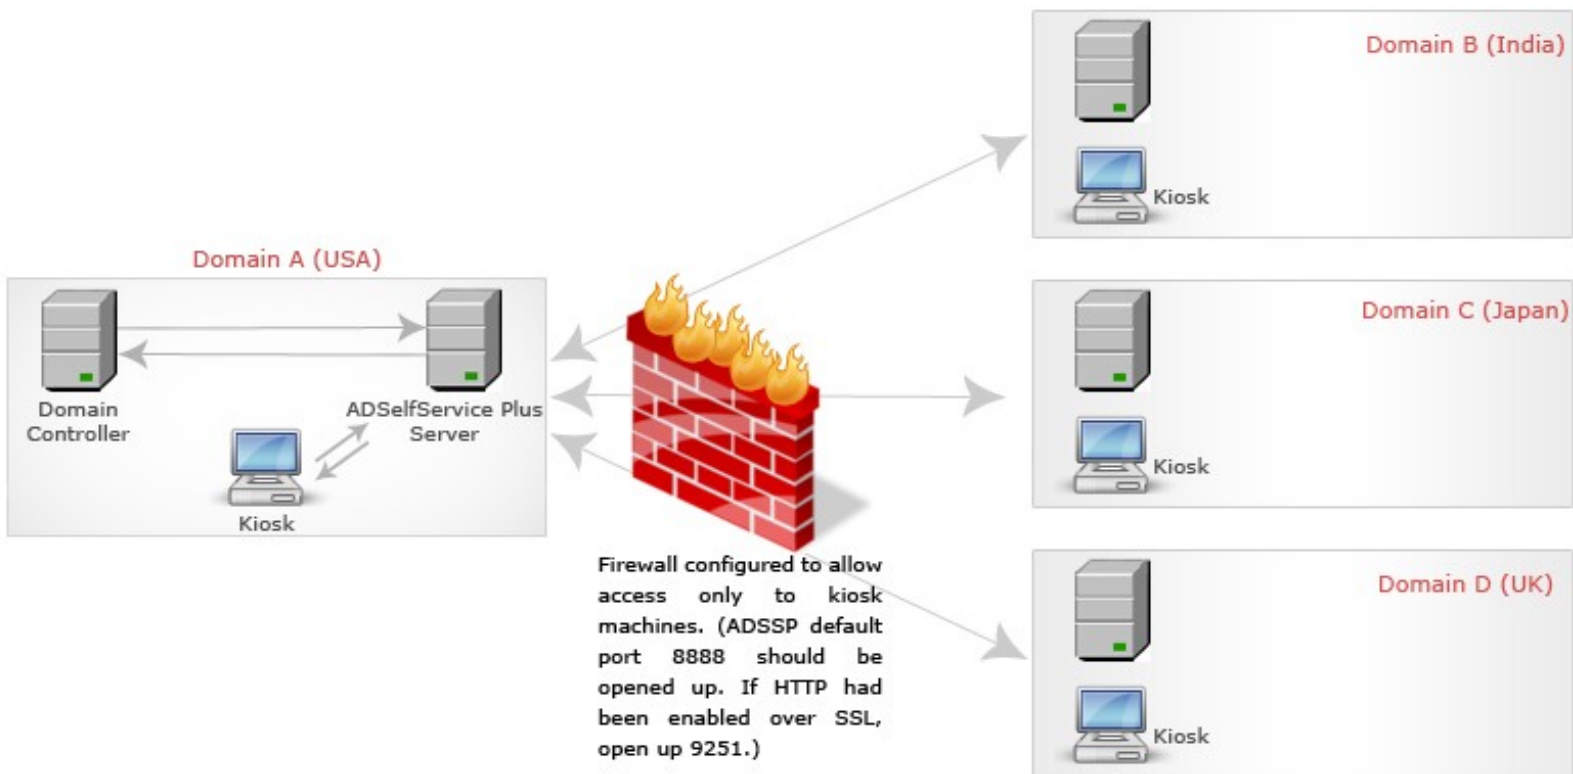 Domain A (USA)
Domain
Controller
ADSelfService Plus
Server
Kiosk
Firewall configured to allow
access only to kiosk
machines. (ADSSP default
port 8888 should be
opened up. If HTTP had
been enabled over SSL,
open up 9251.)
Domain B (India)
Kiosk
Domain C (Japan)
Kiosk
Domain D (UK)
Kiosk